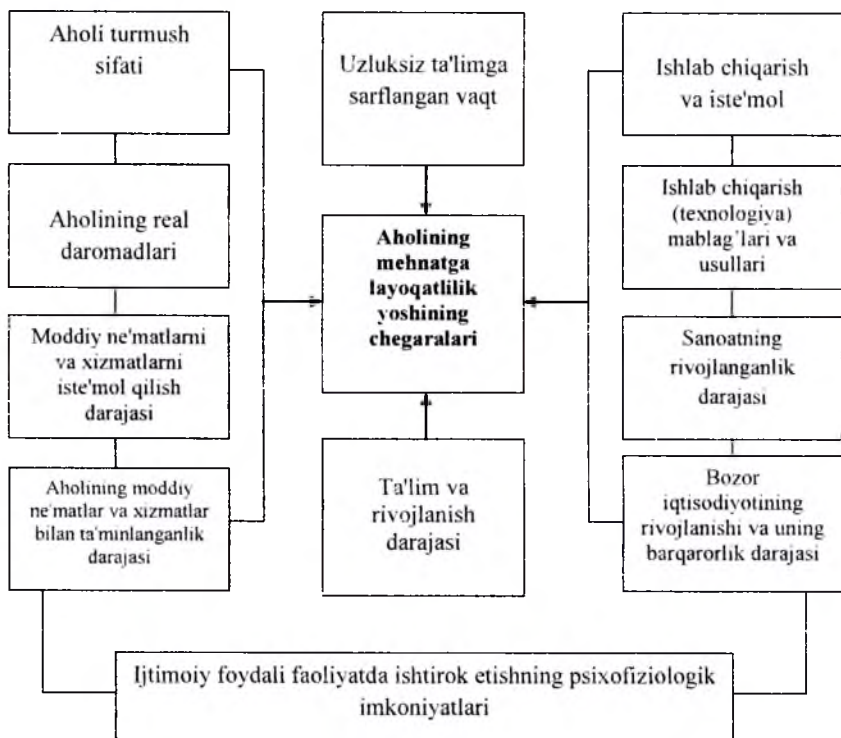 Aholi turmush
sifati
Aholining real
daromadlari
Moddiy ne'matlarni
va xizmatlarni
iste'mol qilish
darajasi
Aholining moddiy
ne'matlar va xizmatlar
bilan ta'minlanganlik
darajasi
Uzluksiz ta'limga
sarflangan vaqt
Aholining
mehnatga
layoqatlilik
yoshining
chegaralari
Ta'lim va
rivojlanish
darajasi
Ishlab chiqarish
va iste'mol
Ishlab chiqarish
(texnologiya)
mablag'lari va
usullari
Sanoatning
rivojlanganlik
darajasi
Bozor
iqtisodiyotining
rivojlanishi va uning
barqarorlik darajasi
Ijtimoiy foydali faoliyatda ishtirok etishning psixofiziologik
imkoniyatlari